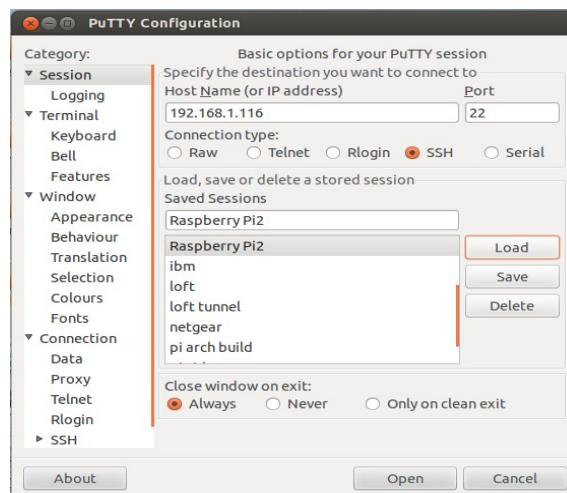 PuTTY Configuration
Category:
Session
Logging
Terminal
Keyboard
Bell
Features
Window
Appearance
Behaviour
Translation
Selection
Colours
Fonts
Connection
Data
Proxy
Telnet
Rlogin
SSH
Basic options for your PuTTY session
Specify the destination you want to connect to
Host Name (or IP address) Port
192.168.1.116 22
Connection type:
Raw Telnet Rlogin SSH Serial
Load, save or delete a stored session
Saved Sessions
Raspberry Pi2
Raspberry Pi2
ibm
loft
loft tunnel
netgear
pi arch build
Load
Save
Delete
Close window on exit:
Always Never Only on clean exit
About Open Cancel